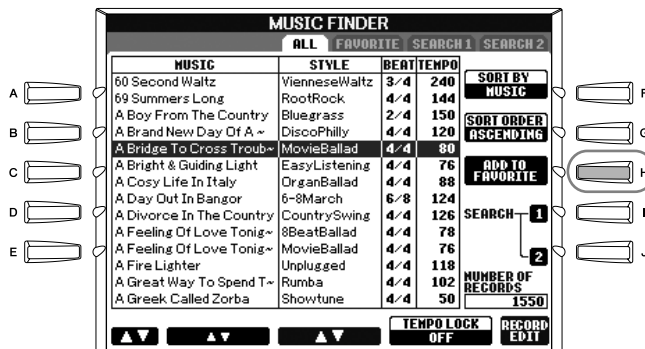 MUSIC FINDER
ALL FAVORITE SEARCH 1 SEARCH 2
MUSIC STYLE BEAT TEMPO
60 Second Waltz VienneseWaltz 3/4 240
69 Summers Long RootRock 4/4 144
A Boy From The Country Bluegrass 2/4 150
A Brand New Day Of A ~ DiscoPhilly 4/4 120
A Bridge To Cross Troub~ MovieBallad 4/4 80
A Bright & Guiding Light EasyListening 4/4 76
A Cosy Life In Italy OrganBallad 4/4 88
A Day Out In Bangor 6-8March 6/8 124
A Divorce In The Country CountrySwing 4/4 126
A Feeling Of Love Tonig~ 8BeatBallad 4/4 78
A Feeling Of Love Tonig~ MovieBallad 4/4 76
A Fire Lighter Unplugged 4/4 118
A Great Way To Spend T~ Rumba 4/4 102
A Greek Called Zorba Showtune 4/4 50
SORT BY
MUSIC
SORT ORDER
ASCENDING
ADD TO
FAVORITE
SEARCH 1
2
NUMBER OF
RECORDS
1550
TEMPO LOCK
OFF
RECORD
EDIT
A
B
C
D
E
F
G
H
I
J